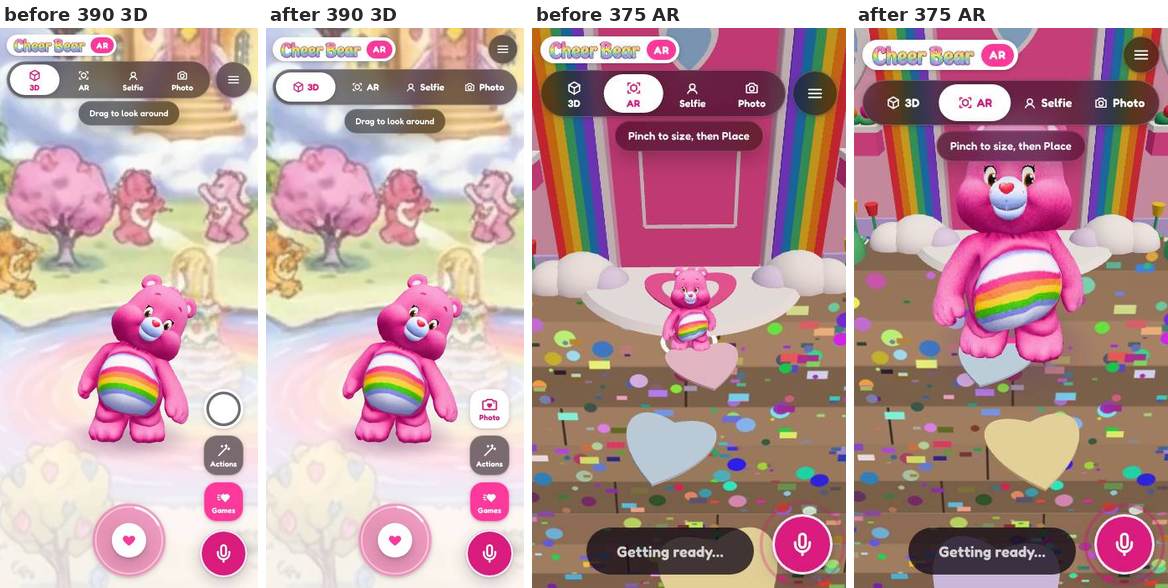 before 390 3D
Cheer Bear AR
3D AR Selfie Photo
Drag to look around
Actions
Games
after 390 3D
Cheer Bear AR
3D AR Selfie Photo
Drag to look around
Photo
Actions
Games
before 375 AR
Cheer Bear AR
3D AR Selfie Photo
Pinch to size, then Place
Getting ready...
after 375 AR
Cheer Bear AR
3D AR Selfie Photo
Pinch to size, then Place
Getting ready...